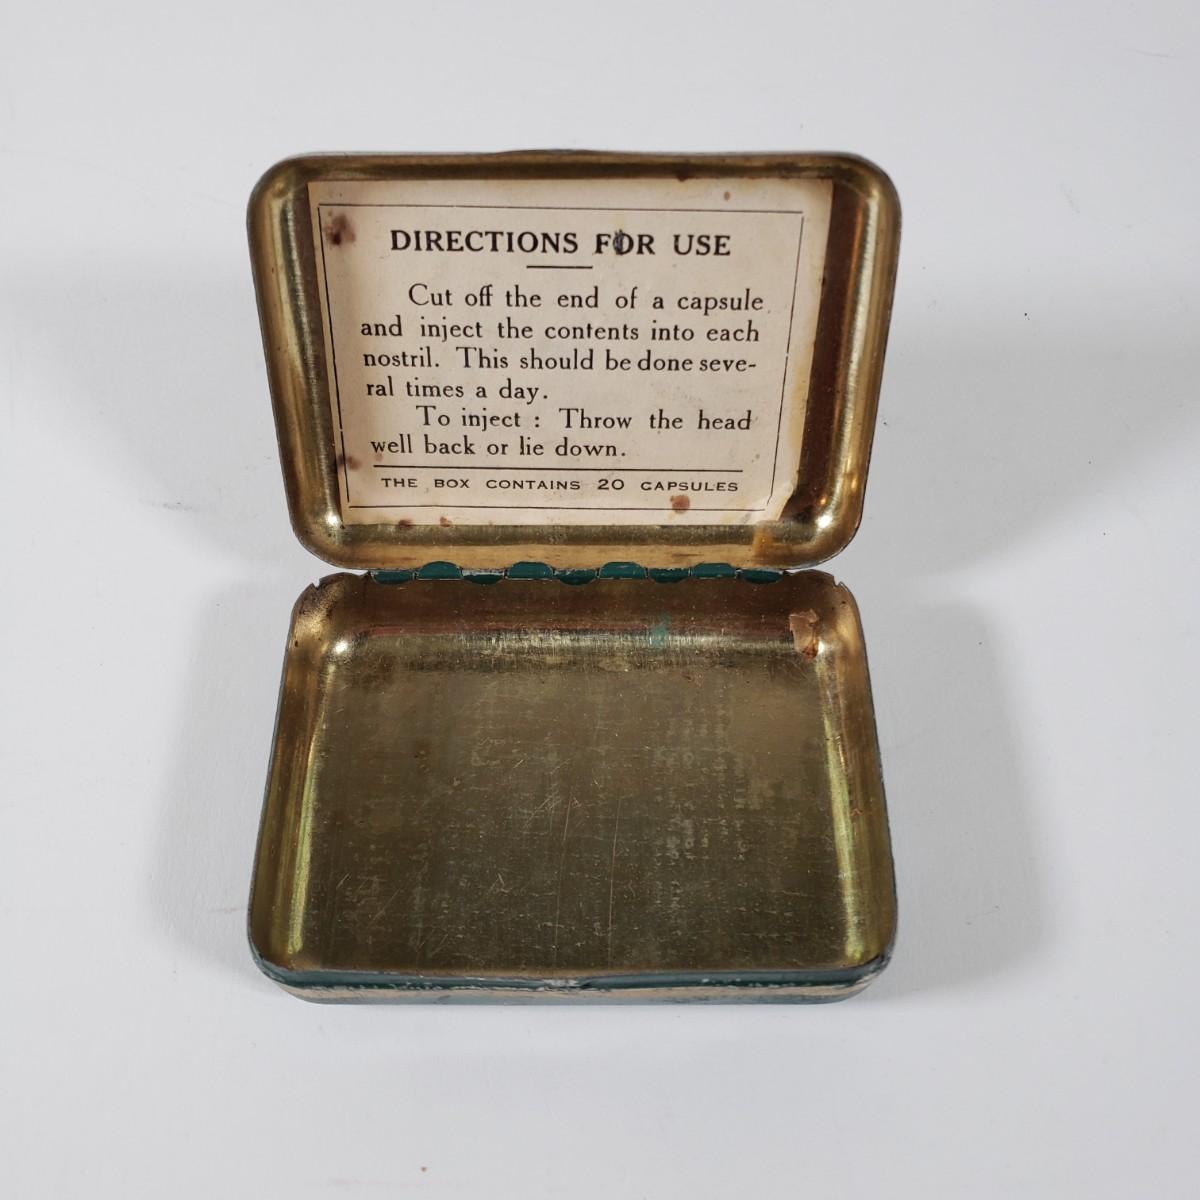 DIRECTIONS FOR USE
Cut off the end of a capsule
and inject the contents into each
nostril. This should be done seve-
ral times a day.
To inject : Throw the head
well back or lie down.
THE BOX CONTAINS 20 CAPSULES